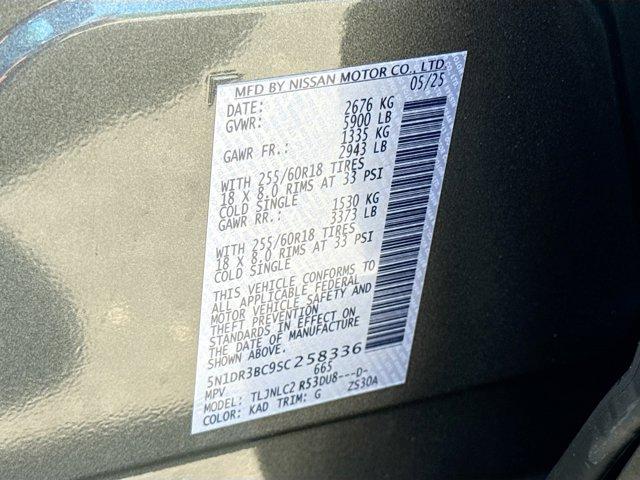 MFD BY NISSAN MOTOR CO., LTD.
DATE: 05/25
GVWR: 2676 KG
5900 LB
GAWR FR.: 1335 KG
2943 LB
WITH 255/60R18 TIRES
18 X 8.0 RIMS AT 33 PSI
COLD SINGLE
GAWR RR.: 1530 KG
3373 LB
WITH 255/60R18 TIRES
18 X 8.0 RIMS AT 33 PSI
COLD SINGLE
THIS VEHICLE CONFORMS TO
ALL APPLICABLE FEDERAL
MOTOR VEHICLE SAFETY AND
THEFT PREVENTION
STANDARDS IN EFFECT ON
THE DATE OF MANUFACTURE
SHOWN ABOVE.
5N1DR3BC9SC258336
MPV 665
MODEL: TLJNLC2 R53DU8---D-
COLOR: KAD TRIM: G ZS30A